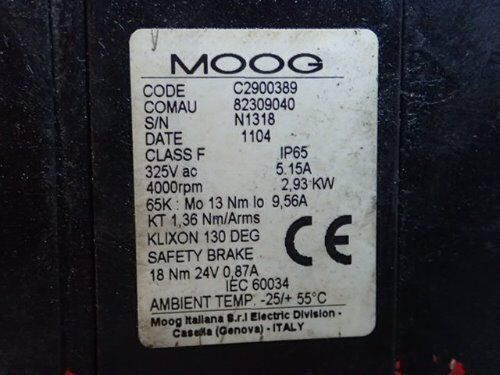 MOOG
CODE C2900389
COMAU 82309040
S/N N1318
DATE 1104
CLASS F IP65
325V ac 5.15A
4000rpm 2,93 KW
65K : Mo 13 Nm Io 9,56A
KT 1,36 Nm/Arms
KLIXON 130 DEG
SAFETY BRAKE
18 Nm 24V 0,87A
IEC 60034
CE
AMBIENT TEMP. -25/+ 55°C
Moog Italiana S.r.l Electric Division -
Casella (Genova) - ITALY